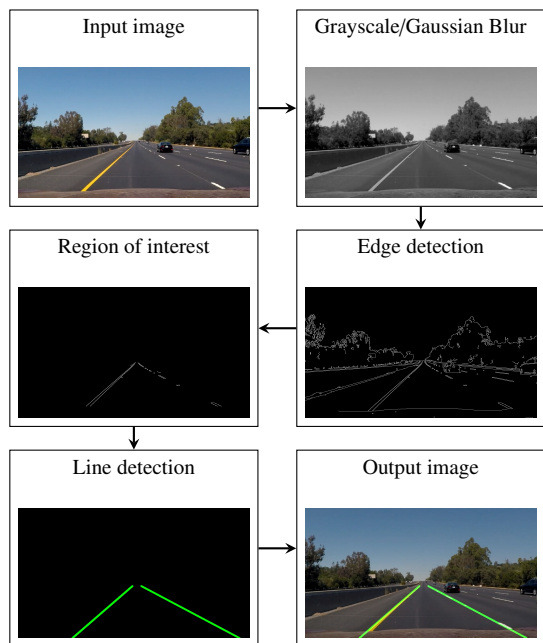 Input image
Grayscale/Gaussian Blur
Region of interest
Edge detection
Line detection
Output image